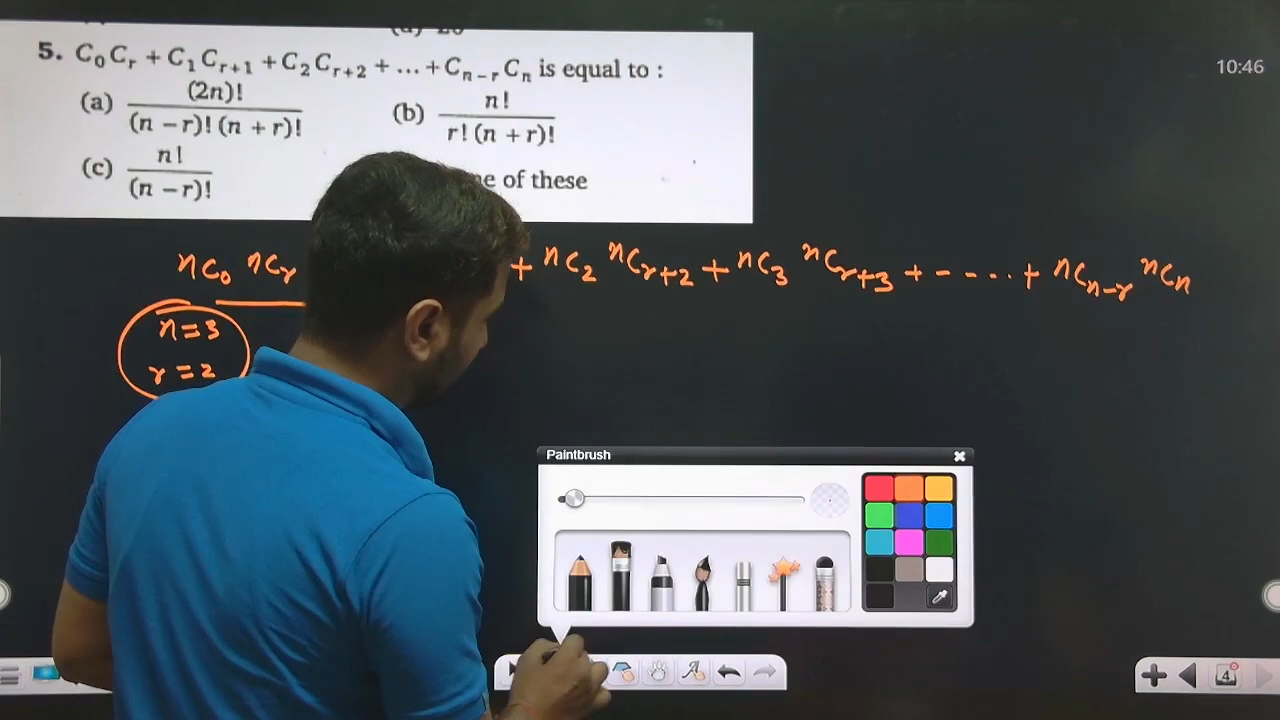 (d) 20
10:46
5. C₀Cᵣ + C₁Cᵣ₊₁ + C₂Cᵣ₊₂ + ... + Cₙ₋ᵣCₙ is equal to :
(a) (2n)! / (n − r)! (n + r)! (b) n! / r! (n + r)!
(c) n! / (n − r)! of these
ⁿC₀ ⁿCᵣ + ⁿC₂ ⁿCᵣ₊₂ + ⁿC₃ ⁿCᵣ₊₃ + - - . . . + ⁿCₙ₋ᵣ ⁿCₙ
n = 3
r = 2
Paintbrush
4